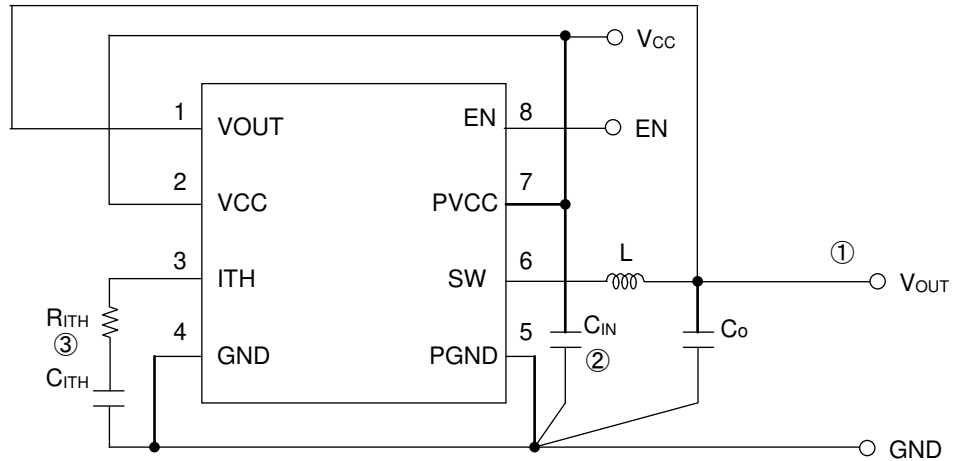 VCC
1
VOUT
EN
8
EN
2
VCC
PVCC
7
3
ITH
SW
6
L
①
VOUT
RITH
③
CITH
4
GND
PGND
5
CIN
②
Co
GND